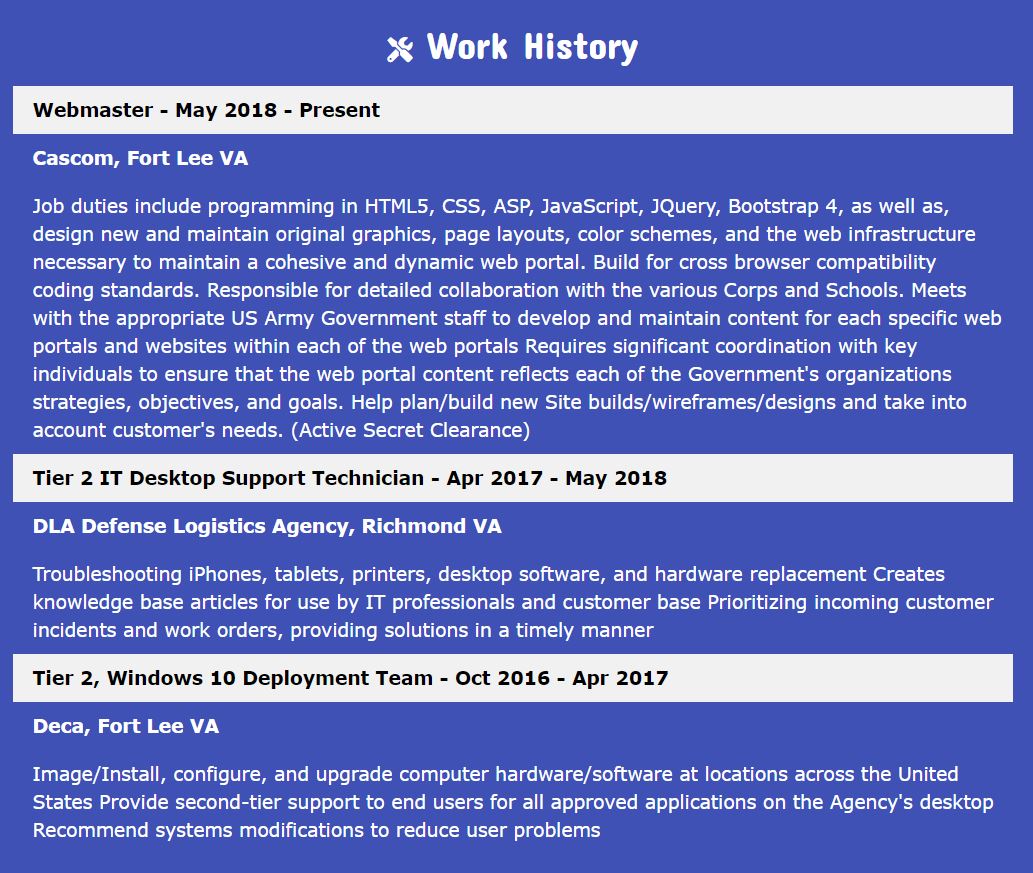 Work History
Webmaster - May 2018 - Present
Cascom, Fort Lee VA
Job duties include programming in HTML5, CSS, ASP, JavaScript, JQuery, Bootstrap 4, as well as,
design new and maintain original graphics, page layouts, color schemes, and the web infrastructure
necessary to maintain a cohesive and dynamic web portal. Build for cross browser compatibility
coding standards. Responsible for detailed collaboration with the various Corps and Schools. Meets
with the appropriate US Army Government staff to develop and maintain content for each specific web
portals and websites within each of the web portals Requires significant coordination with key
individuals to ensure that the web portal content reflects each of the Government's organizations
strategies, objectives, and goals. Help plan/build new Site builds/wireframes/designs and take into
account customer's needs. (Active Secret Clearance)
Tier 2 IT Desktop Support Technician - Apr 2017 - May 2018
DLA Defense Logistics Agency, Richmond VA
Troubleshooting iPhones, tablets, printers, desktop software, and hardware replacement Creates
knowledge base articles for use by IT professionals and customer base Prioritizing incoming customer
incidents and work orders, providing solutions in a timely manner
Tier 2, Windows 10 Deployment Team - Oct 2016 - Apr 2017
Deca, Fort Lee VA
Image/Install, configure, and upgrade computer hardware/software at locations across the United
States Provide second-tier support to end users for all approved applications on the Agency's desktop
Recommend systems modifications to reduce user problems